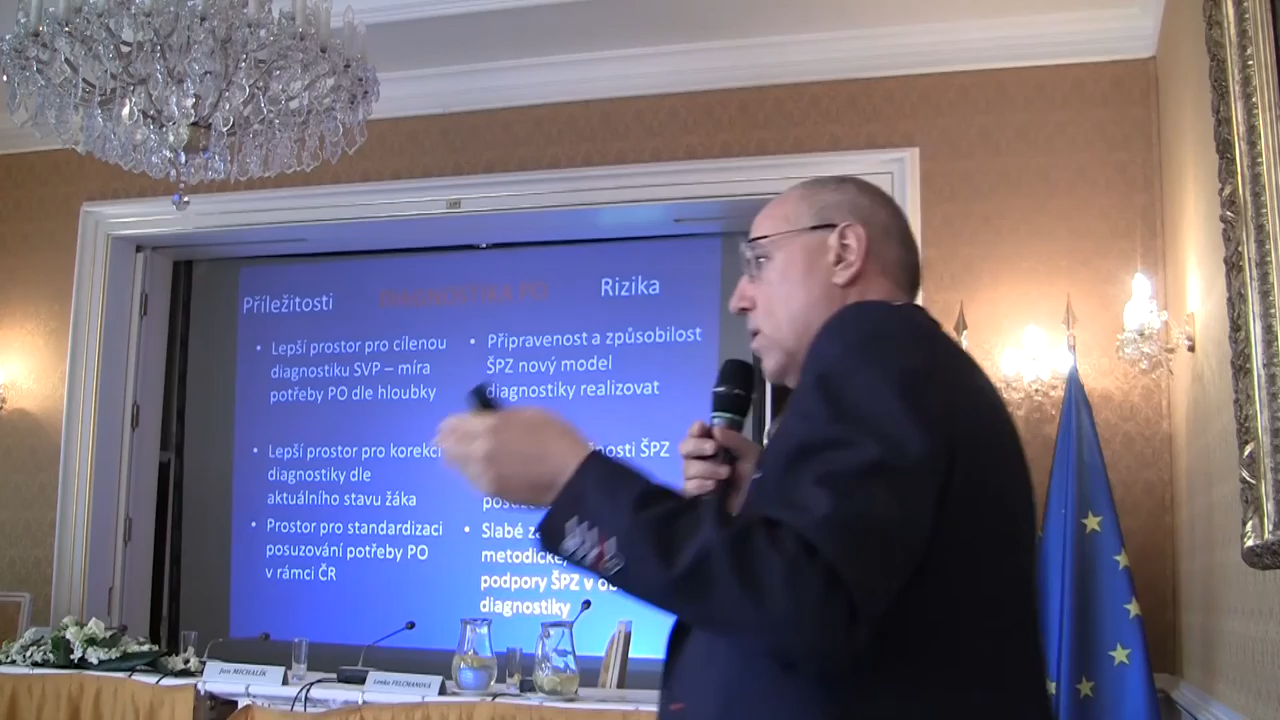 Příležitosti
DIAGNOSTIKA PO
Rizika
• Lepší prostor pro cílenou
diagnostiku SVP – míra
potřeby PO dle hloubky
• Lepší prostor pro korekci
diagnostiky dle
aktuálního stavu žáka
• Prostor pro standardizaci
posuzování potřeby PO
v rámci ČR
• Připravenost a způsobilost
ŠPZ nový model
diagnostiky realizovat
ŠPZ
• Slabé
metodické
podpory ŠPZ v
diagnostiky
Jan MICHALÍK
Lenka FELCMANOVÁ